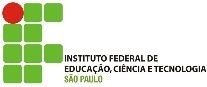 INSTITUTO FEDERAL DE
EDUCAÇÃO, CIÊNCIA E TECNOLOGIA
SÃO PAULO